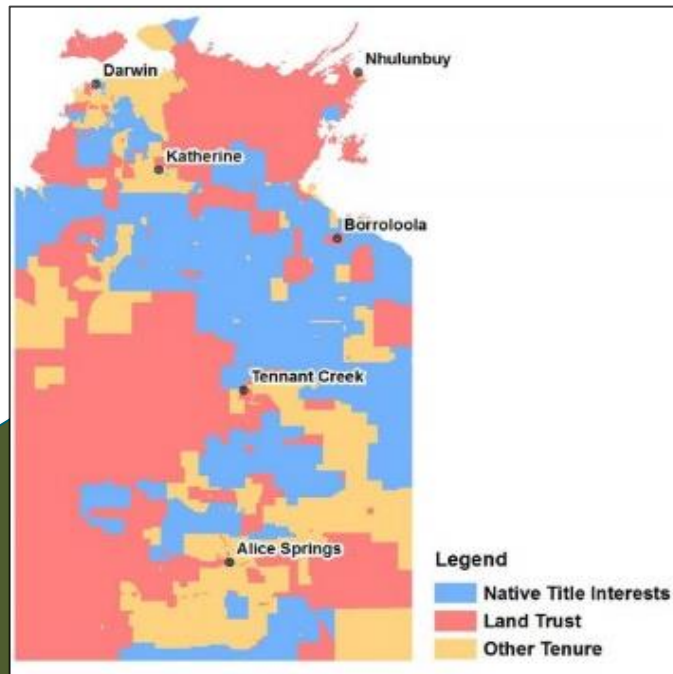 Nhulunbuy
Darwin
Katherine
Borroloola
Tennant Creek
Alice Springs
Legend
Native Title Interests
Land Trust
Other Tenure